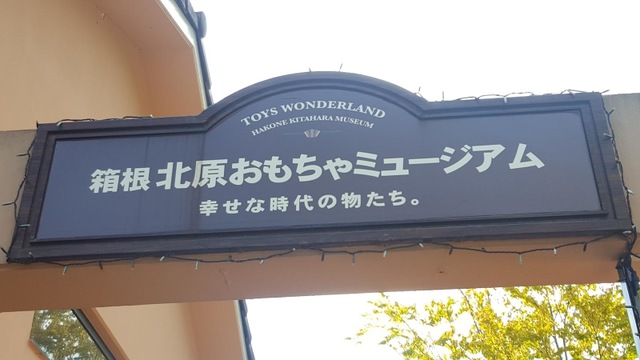 TOYS WONDERLAND
HAKONE KITAHARA MUSEUM
箱根北原おもちゃミュージアム
幸せな時代の物たち。